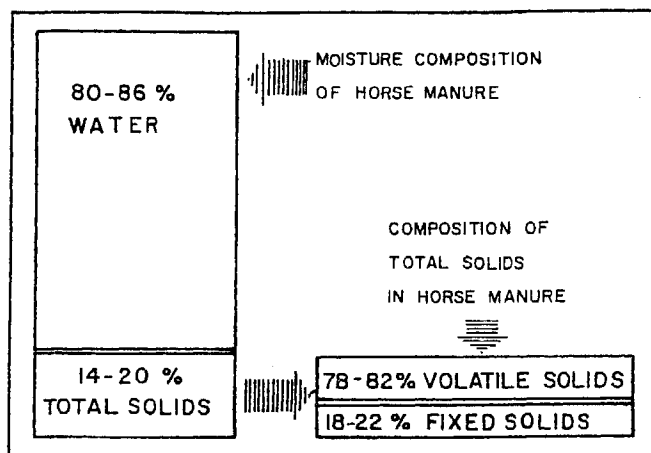 80-86 %
WATER
MOISTURE COMPOSITION
OF HORSE MANURE
COMPOSITION OF
TOTAL SOLIDS
IN HORSE MANURE
14-20 %
TOTAL SOLIDS
78-82% VOLATILE SOLIDS
18-22 % FIXED SOLIDS